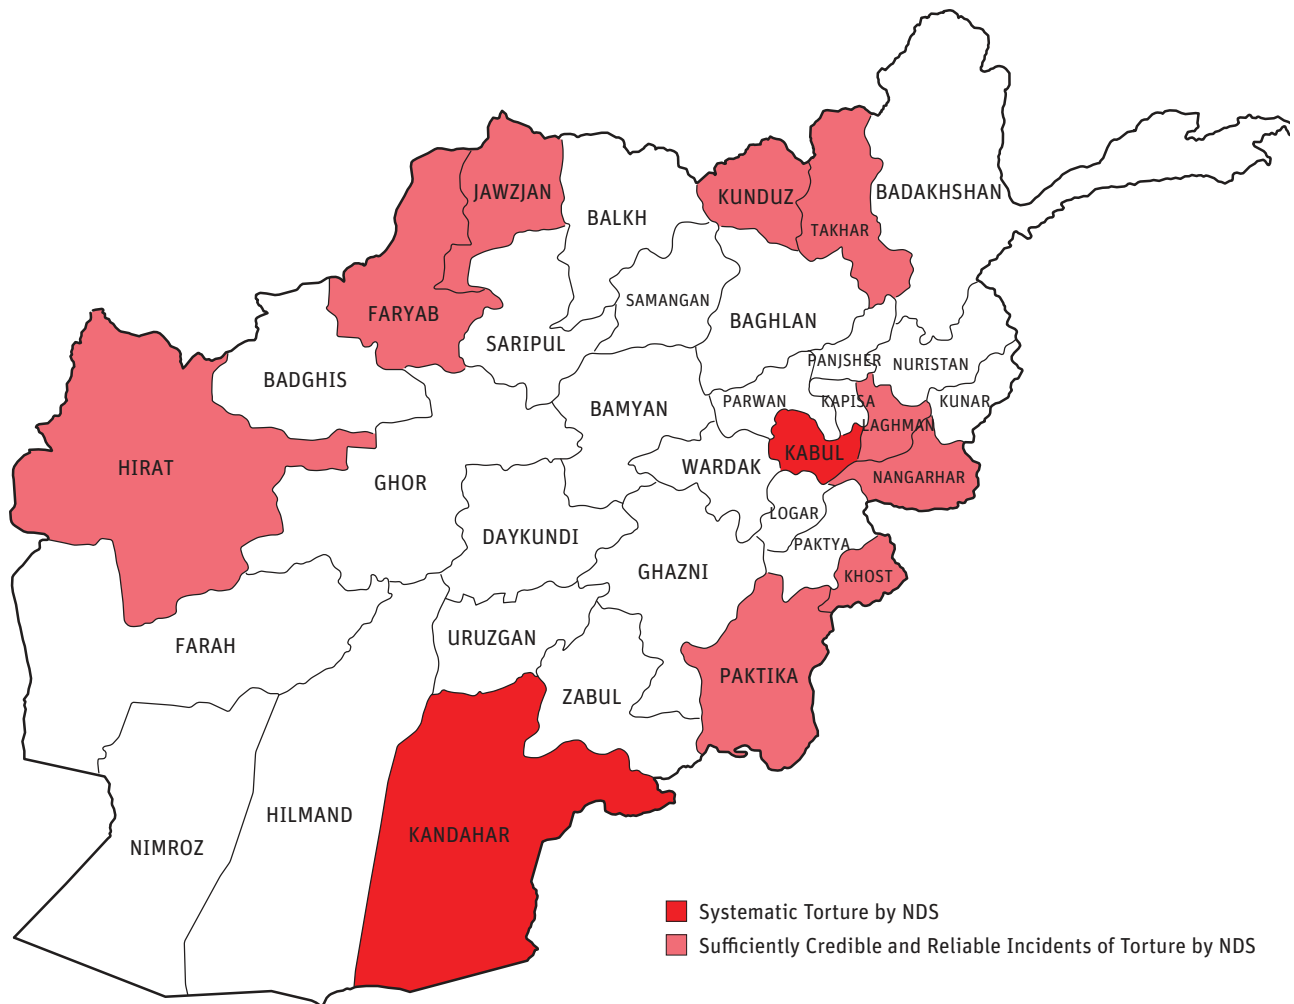 JAWZJAN
KUNDUZ
BADAKHSHAN
BALKH
TAKHAR
SAMANGAN
FARYAB
BAGHLAN
SARIPUL
PANJSHER
NURISTAN
BADGHIS
PARWAN
KAPISA
KUNAR
BAMYAN
LAGHMAN
KABUL
HIRAT
WARDAK
NANGARHAR
GHOR
LOGAR
DAYKUNDI
PAKTYA
GHAZNI
KHOST
URUZGAN
FARAH
PAKTIKA
ZABUL
HILMAND
KANDAHAR
NIMROZ
Systematic Torture by NDS
Sufficiently Credible and Reliable Incidents of Torture by NDS